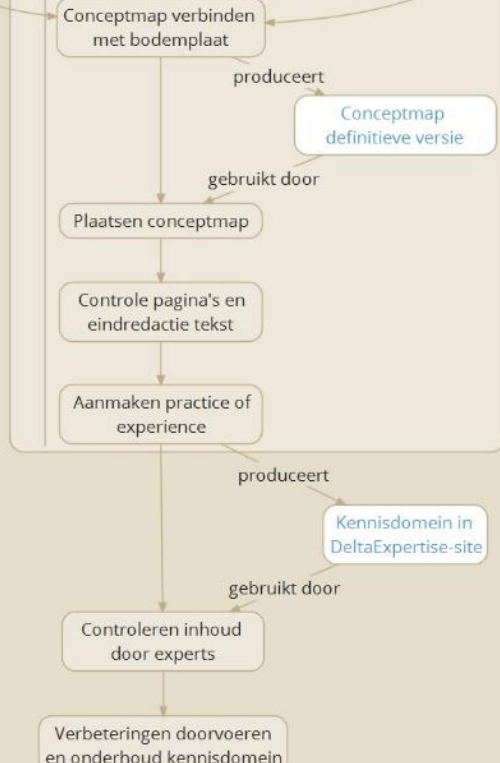 Conceptmap verbinden
met bodemplaat
produceert
Conceptmap
definitieve versie
gebruikt door
Plaatsen conceptmap
Controle pagina's en
eindredactie tekst
Aanmaken practice of
experience
produceert
Kennisdomein in
DeltaExpertise-site
gebruikt door
Controleren inhoud
door experts
Verbeteringen doorvoeren
en onderhoud kennisdomein